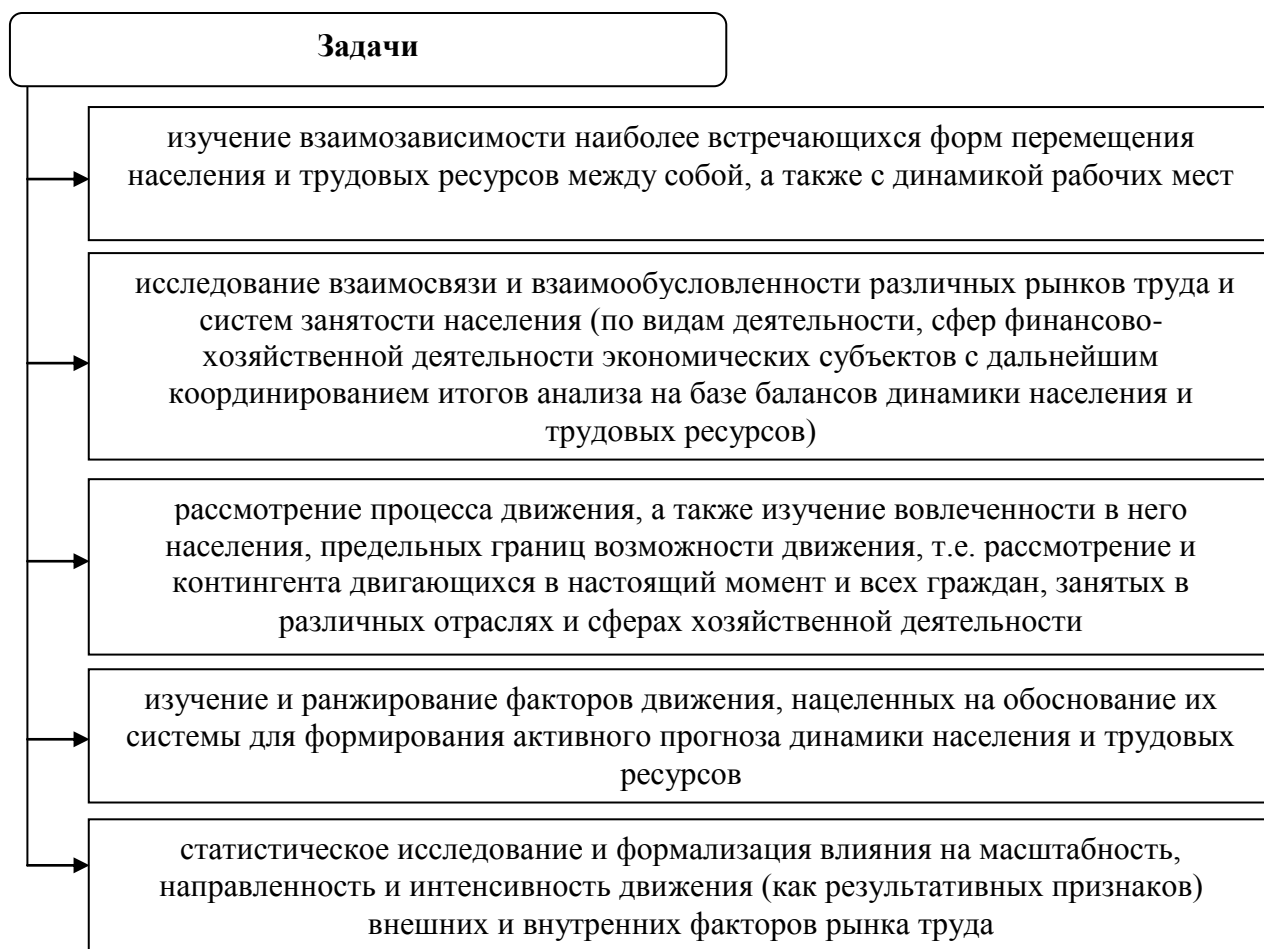 Задачи
изучение взаимозависимости наиболее встречающихся форм перемещения
населения и трудовых ресурсов между собой, а также с динамикой рабочих мест
исследование взаимосвязи и взаимообусловленности различных рынков труда и
систем занятости населения (по видам деятельности, сфер финансово-
хозяйственной деятельности экономических субъектов с дальнейшим
координированием итогов анализа на базе балансов динамики населения и
трудовых ресурсов)
рассмотрение процесса движения, а также изучение вовлеченности в него
населения, предельных границ возможности движения, т.е. рассмотрение и
контингента двигающихся в настоящий момент и всех граждан, занятых в
различных отраслях и сферах хозяйственной деятельности
изучение и ранжирование факторов движения, нацеленных на обоснование их
системы для формирования активного прогноза динамики населения и трудовых
ресурсов
статистическое исследование и формализация влияния на масштабность,
направленность и интенсивность движения (как результативных признаков)
внешних и внутренних факторов рынка труда